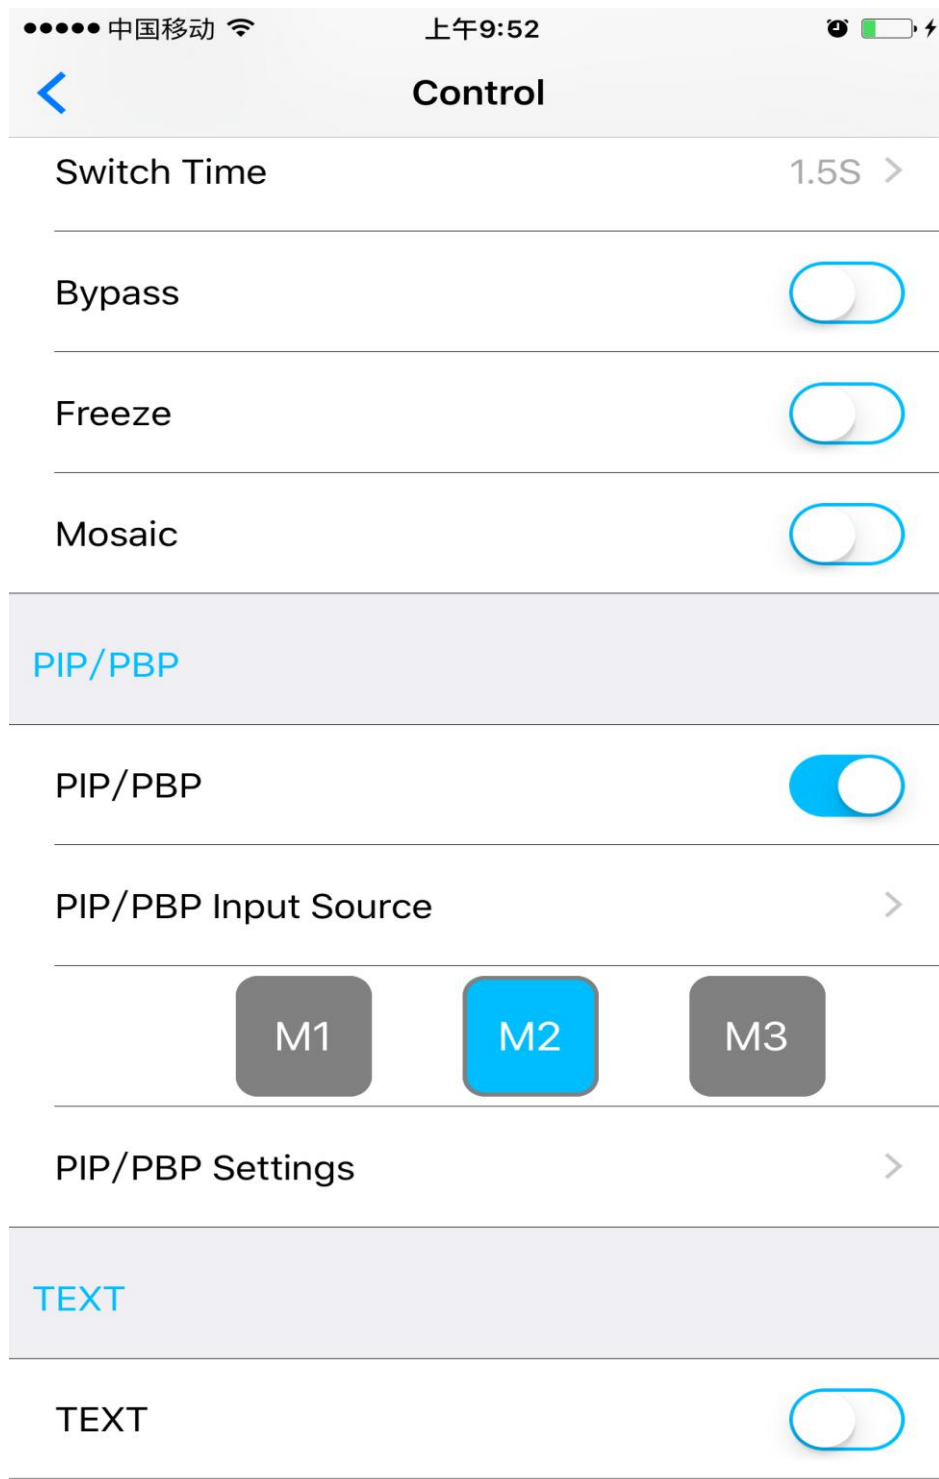 中国移动 上午9:52
Control
Switch Time 1.5S
Bypass
Freeze
Mosaic
PIP/PBP
PIP/PBP
PIP/PBP Input Source
M1 M2 M3
PIP/PBP Settings
TEXT
TEXT